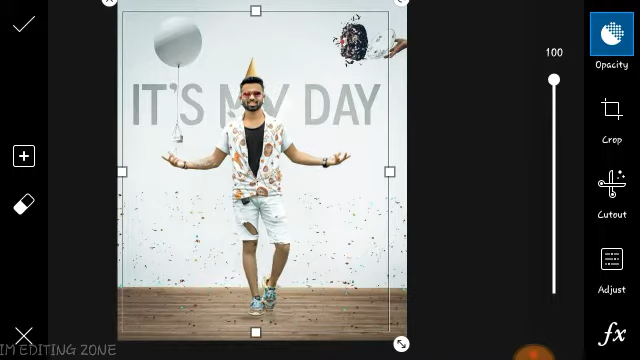 100
Opacity
IT'S MY DAY
Crop
Cutout
Adjust
fx
IM EDITING ZONE